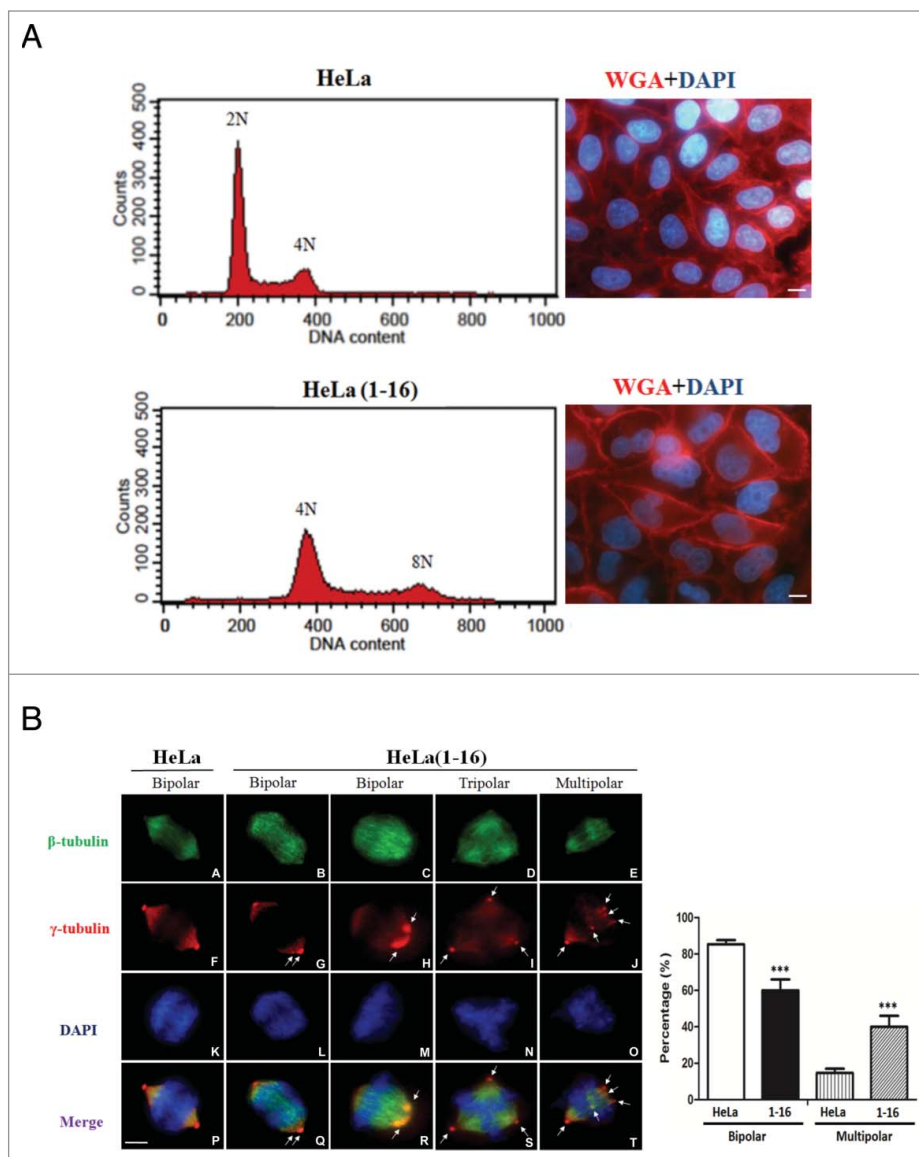 A
HeLa
WGA+DAPI
500
400
300
200
100
0
Counts
2N
4N
0 200 400 600 800 1000
DNA content
HeLa (1-16)
WGA+DAPI
500
400
300
200
100
0
Counts
4N
8N
0 200 400 600 800 1000
DNA content
B
HeLa HeLa(1-16)
Bipolar Bipolar Bipolar Tripolar Multipolar
β-tubulin
A B C D E
γ-tubulin
F G H I J
DAPI
K L M N O
Merge
P Q R S T
100
80
60
40
20
0
Percentage (%)
*** ***
HeLa 1-16 HeLa 1-16
Bipolar Multipolar